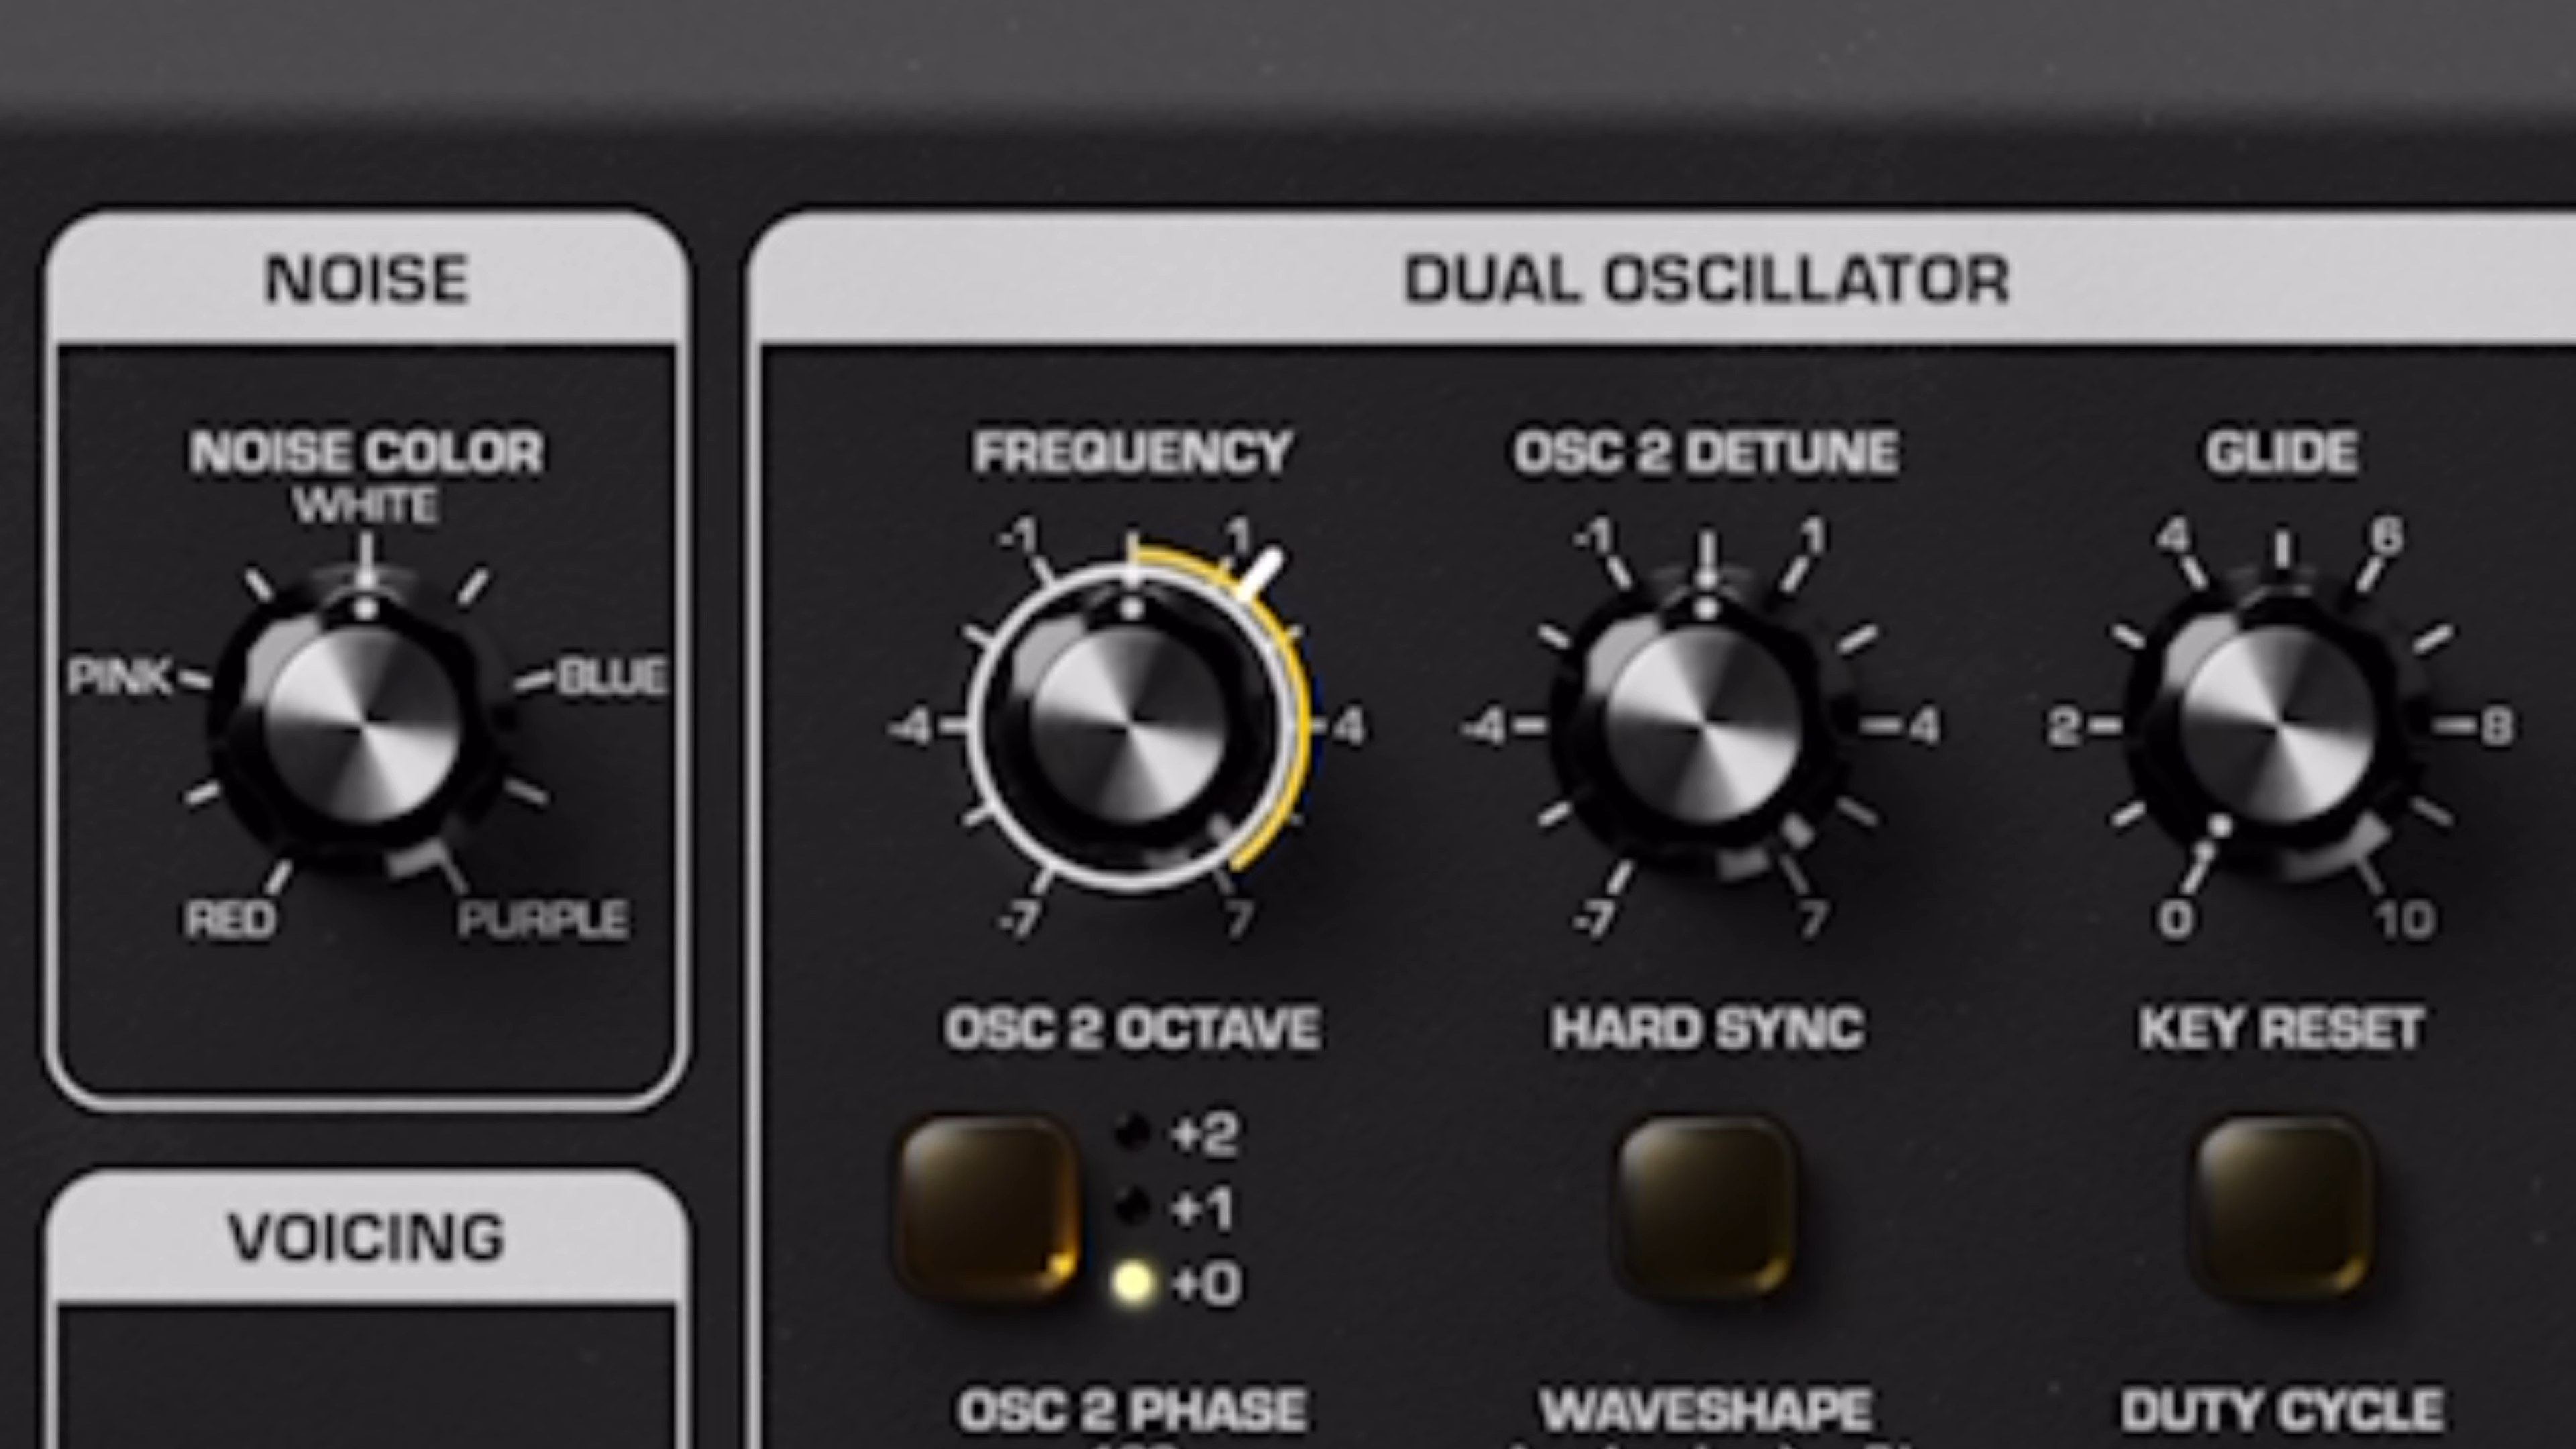 NOISE
NOISE COLOR
WHITE
PINK
BLUE
RED
PURPLE
VOICING
DUAL OSCILLATOR
FREQUENCY
-1
1
-4
4
-7
7
OSC 2 DETUNE
-1
1
-4
4
-7
7
GLIDE
4
6
2
8
0
10
OSC 2 OCTAVE
+2
+1
+0
HARD SYNC
KEY RESET
OSC 2 PHASE
WAVESHAPE
DUTY CYCLE